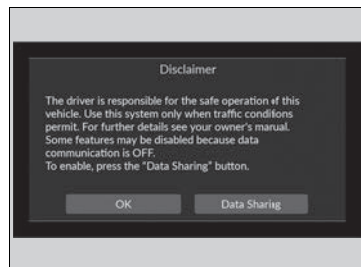 Disclaimer
The driver is responsible for the safe operation of this
vehicle. Use this system only when traffic conditions
permit. For further details see your owner's manual.
Some features may be disabled because data
communication is OFF.
To enable, press the "Data Sharing" button.
OK
Data Sharing